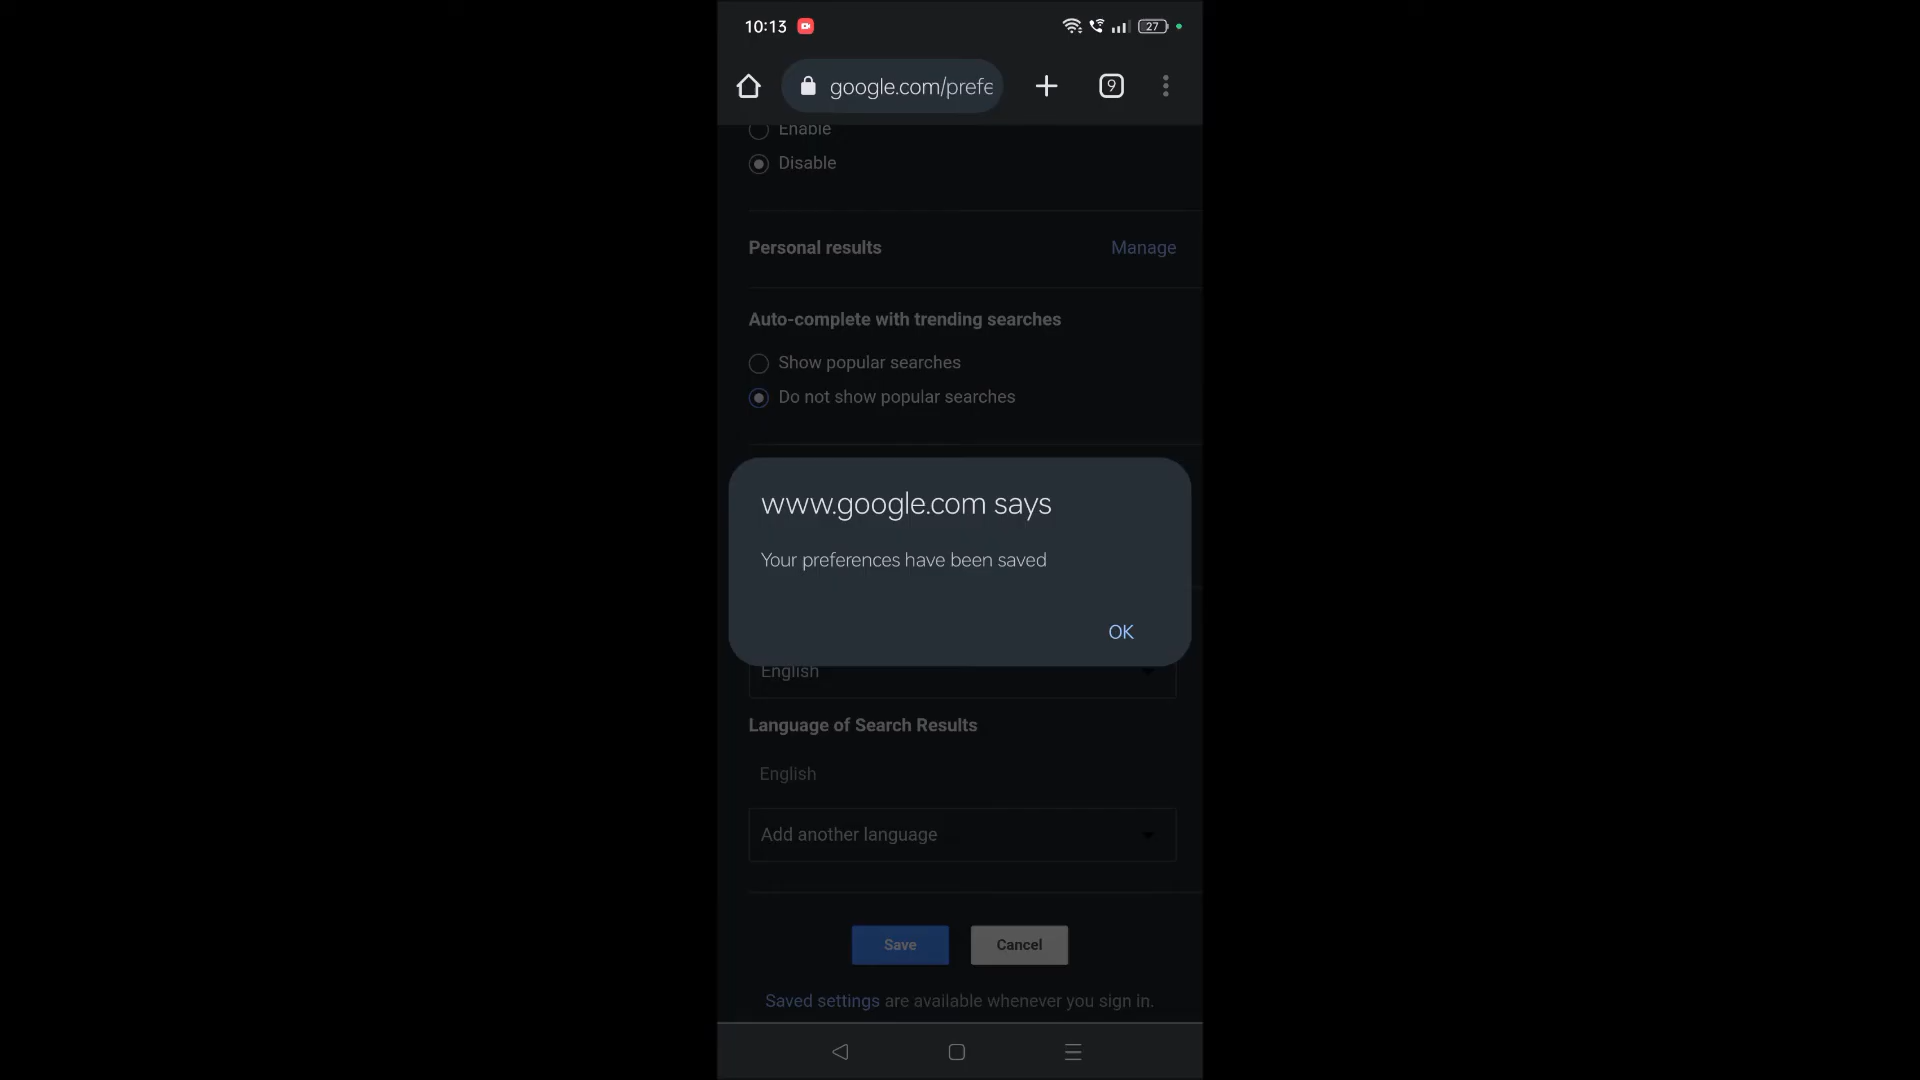 10:13
27
google.com/prefe
9
Enable
Disable
Personal results
Manage
Auto-complete with trending searches
Show popular searches
Do not show popular searches
www.google.com says
Your preferences have been saved
OK
English
Language of Search Results
English
Add another language
Save
Cancel
Saved settings are available whenever you sign in.